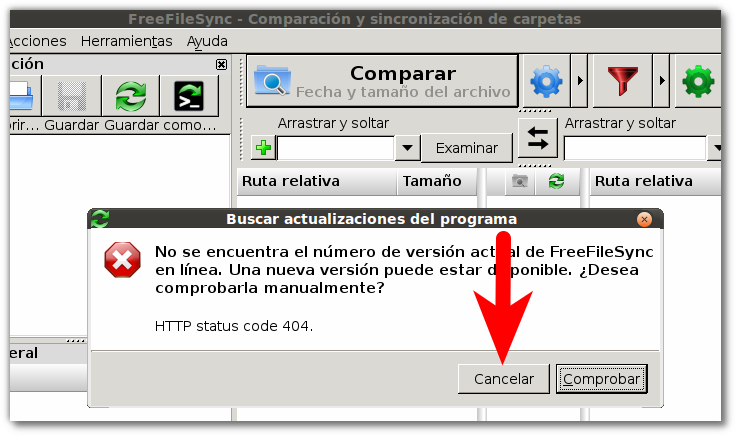 FreeFileSync - Comparación y sincronización de carpetas
Acciones Herramientas Ayuda
ción
Comparar
Fecha y tamaño del archivo
rir... Guardar Guardar como...
Arrastrar y soltar
Arrastrar y soltar
Examinar
Ruta relativa Tamaño Ruta relativa
Buscar actualizaciones del programa
No se encuentra el número de versión actual de FreeFileSync
en línea. Una nueva versión puede estar disponible. ¿Desea
comprobarla manualmente?
HTTP status code 404.
eral
Cancelar Comprobar